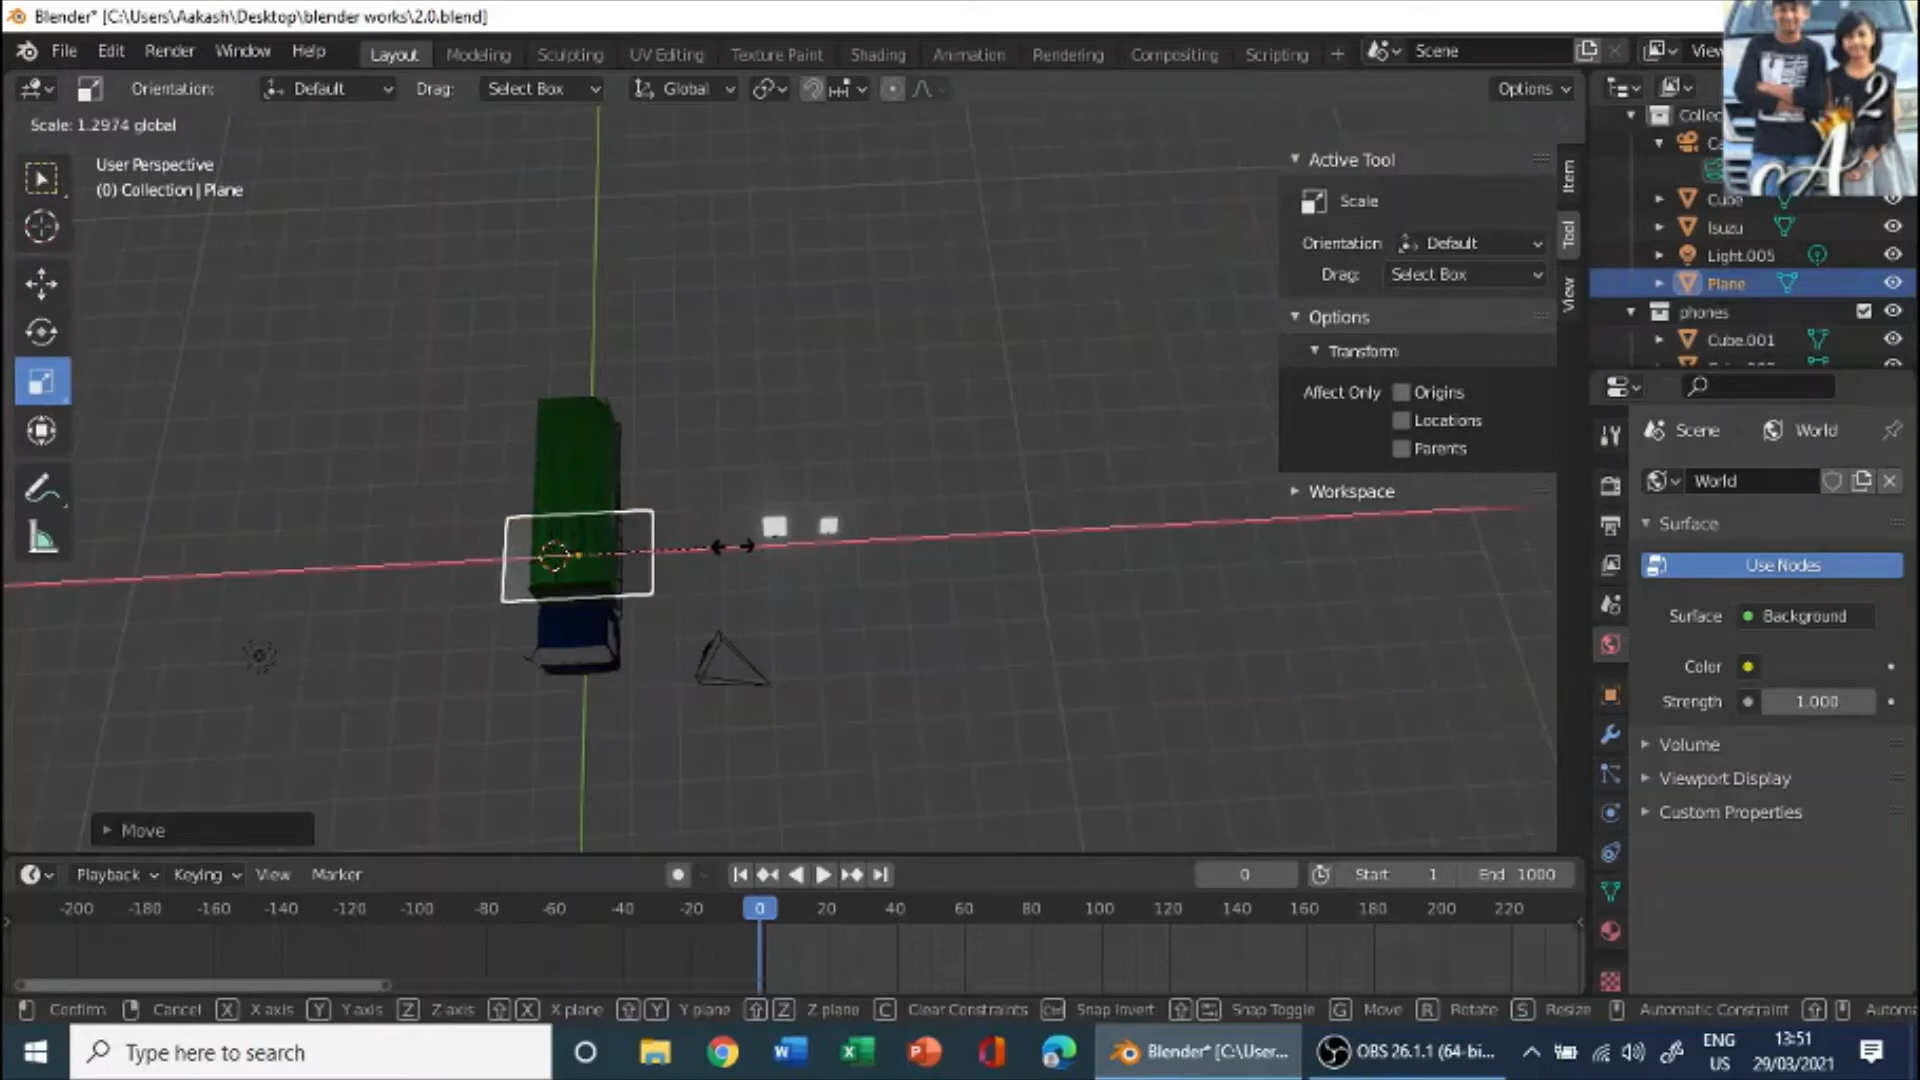 Blender* [C:\Users\Aakash\Desktop\blender works\2.0.blend]
File Edit Render Window Help Layout Modeling Sculpting UV Editing Texture Paint Shading Animation Rendering Compositing Scripting + Scene
Orientation: Default Drag: Select Box Global Options
Scale: 1.2974 global
User Perspective
(0) Collection | Plane
Active Tool
Scale
Orientation Default
Drag: Select Box
Options
Transform
Affect Only Origins
Locations
Parents
Workspace
Item
Tool
View
Cube
Isuzu
Light.005
Plane
phones
Cube.001
Scene World
World
Surface
Use Nodes
Surface Background
Color
Strength 1.000
Volume
Viewport Display
Custom Properties
A 2
Move
Playback Keying View Marker 0 Start 1 End 1000
-200 -180 -160 -140 -120 -100 -80 -60 -40 -20 0 20 40 60 80 100 120 140 160 180 200 220
Confirm Cancel X X axis Y Y axis Z Z axis X X plane Y Y plane Z Z plane C Clear Constraints Ctrl Snap Invert Snap Toggle G Move R Rotate S Resize Automatic Constraint
Type here to search Blender* [C:\User... OBS 26.1.1 (64-bi... ENG US 13:51 29/03/2021